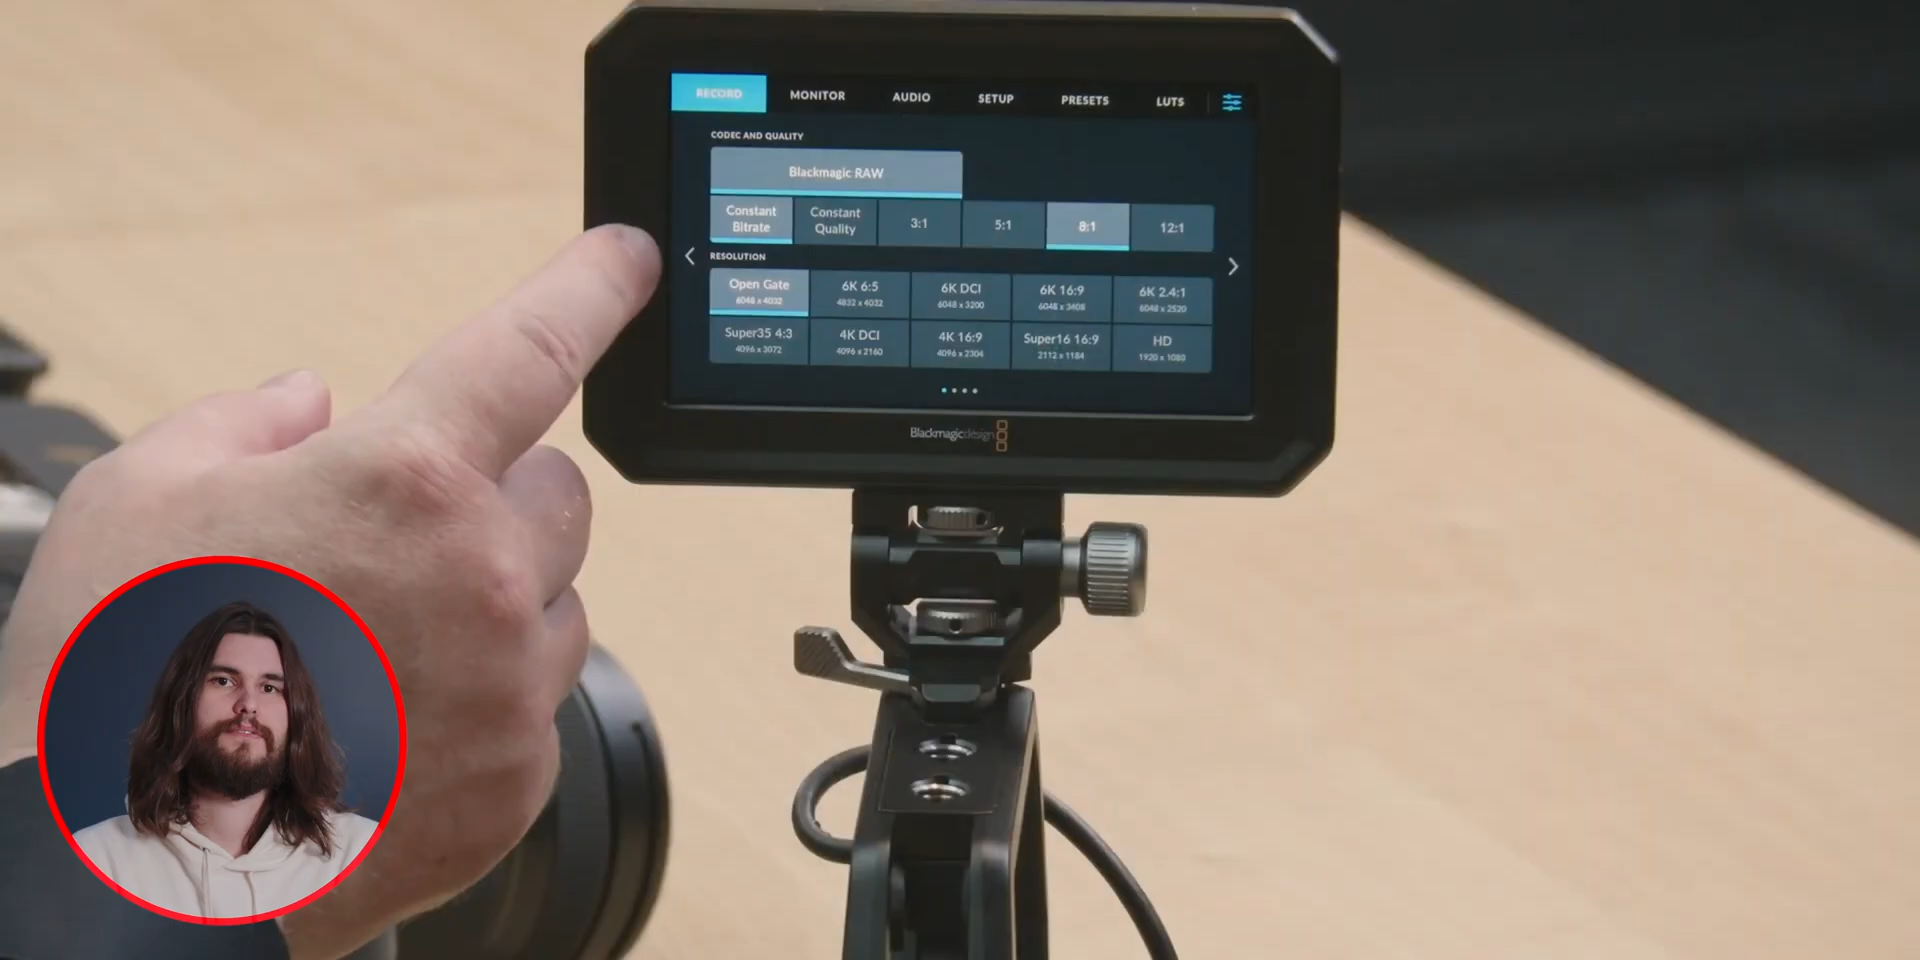 RECORD MONITOR AUDIO SETUP PRESETS LUTS
CODEC AND QUALITY
Blackmagic RAW
Constant Bitrate
Constant Quality
3:1
5:1
8:1
12:1
RESOLUTION
Open Gate
6048 x 4032
6K 6:5
4832 x 4032
6K DCI
6048 x 3200
6K 16:9
6048 x 3408
6K 2.4:1
6048 x 2520
Super35 4:3
4096 x 3072
4K DCI
4096 x 2160
4K 16:9
4096 x 2304
Super16 16:9
2112 x 1184
HD
1920 x 1080
Blackmagicdesign